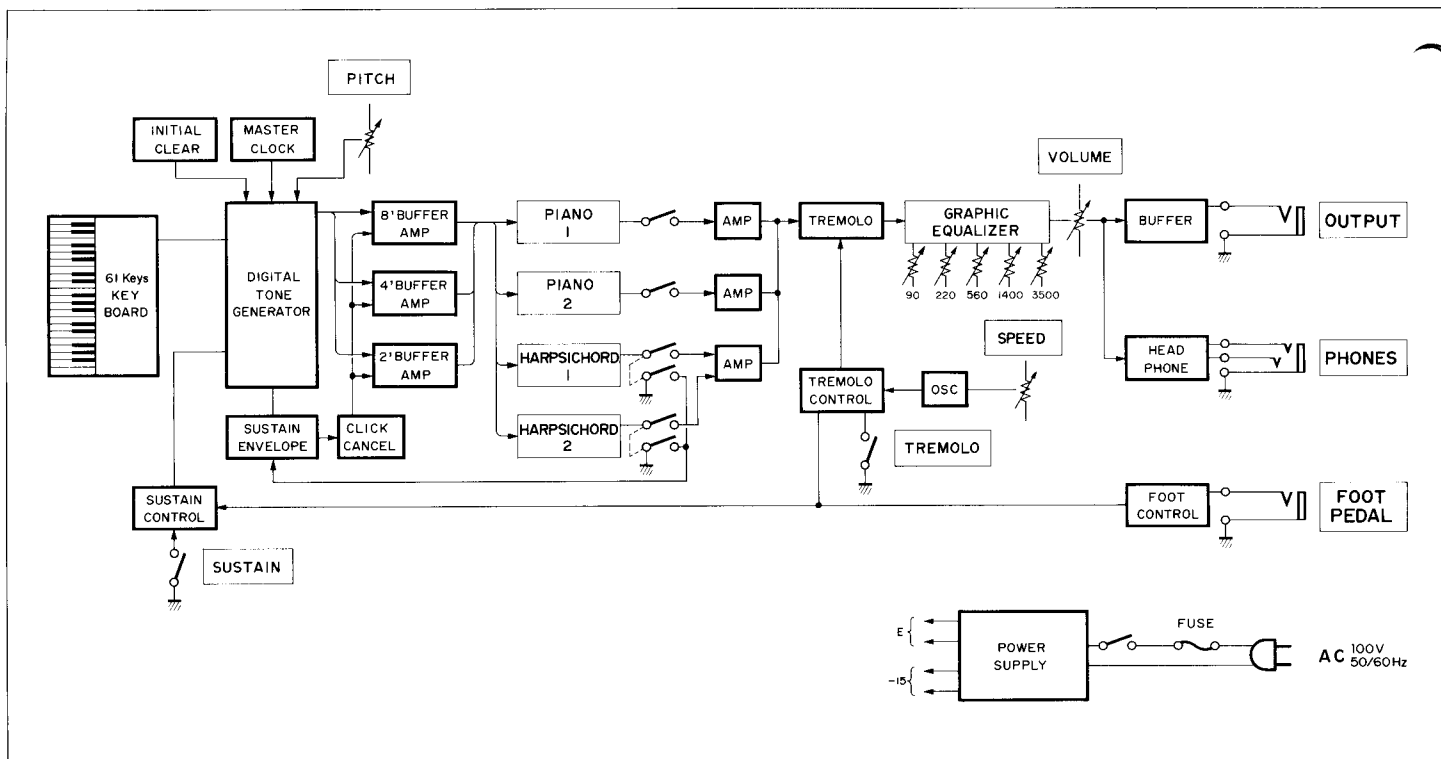 PITCH
INITIAL
CLEAR
MASTER
CLOCK
VOLUME
61 Keys
KEY
BOARD
DIGITAL
TONE
GENERATOR
8' BUFFER
AMP
4' BUFFER
AMP
2' BUFFER
AMP
PIANO
1
PIANO
2
HARPSICHORD
1
HARPSICHORD
2
AMP
AMP
AMP
TREMOLO
GRAPHIC
EQUALIZER
90
220
560
1400
3500
BUFFER
OUTPUT
SPEED
HEAD
PHONE
PHONES
TREMOLO
CONTROL
OSC
TREMOLO
SUSTAIN
ENVELOPE
CLICK
CANCEL
SUSTAIN
CONTROL
SUSTAIN
FOOT
CONTROL
FOOT
PEDAL
E
-15
POWER
SUPPLY
FUSE
AC 100V
50/60Hz